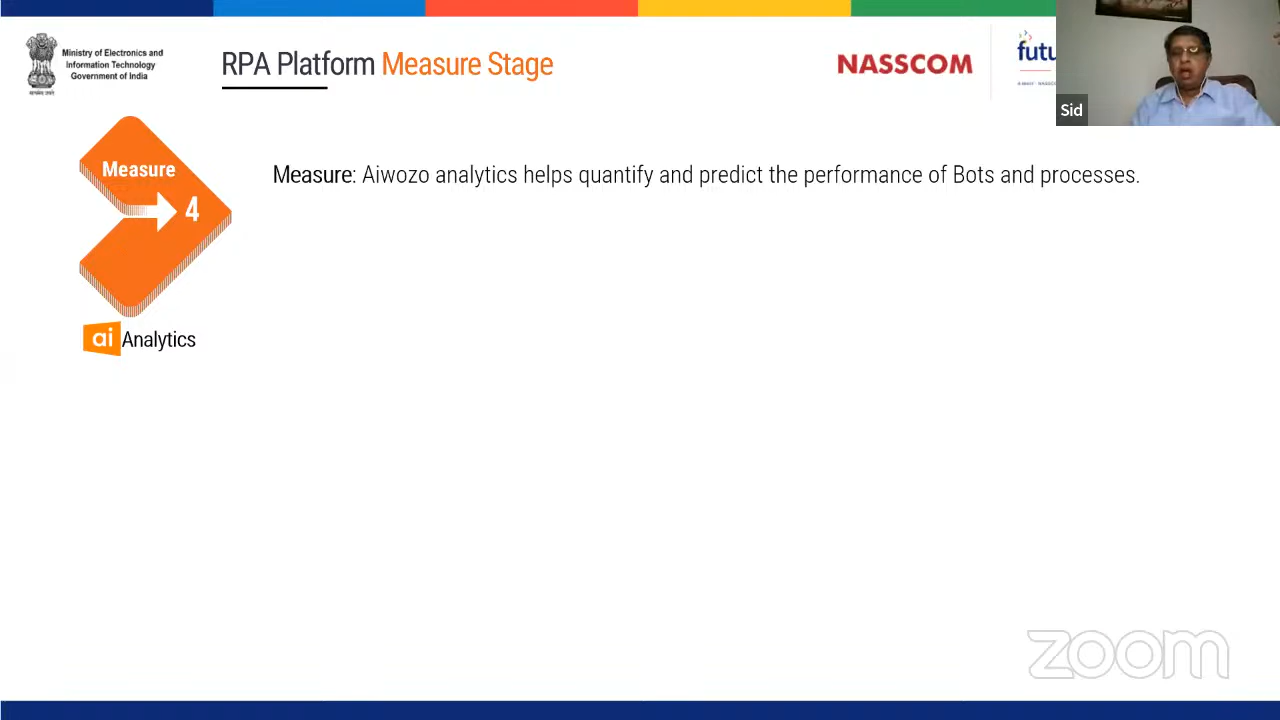 Ministry of Electronics and
Information Technology
Government of India
RPA Platform Measure Stage
NASSCOM
futu
Sid
Measure
4
Measure: Aiwozo analytics helps quantify and predict the performance of Bots and processes.
ai Analytics
zoom